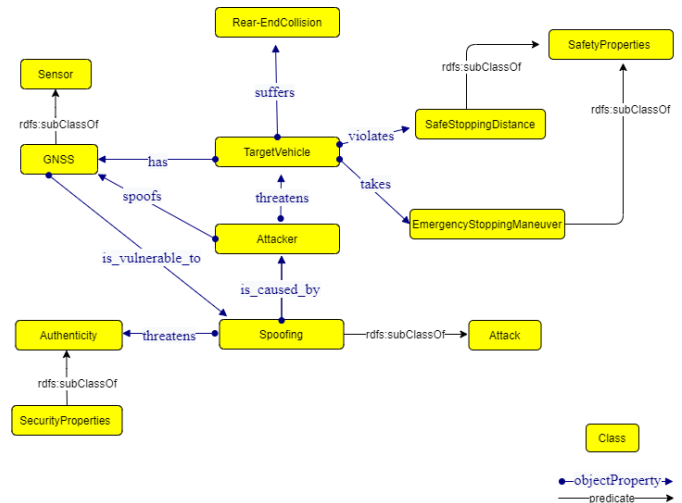 Rear-EndCollision
SafetyProperties
Sensor
rdfs:subClassOf
suffers
rdfs:subClassOf
rdfs:subClassOf
SafeStoppingDistance
violates
TargetVehicle
has
GNSS
takes
spoofs
threatens
EmergencyStoppingManeuver
Attacker
is_vulnerable_to
is_caused_by
Authenticity
threatens
Spoofing
rdfs:subClassOf
Attack
rdfs:subClassOf
SecurityProperties
Class
objectProperty
predicate